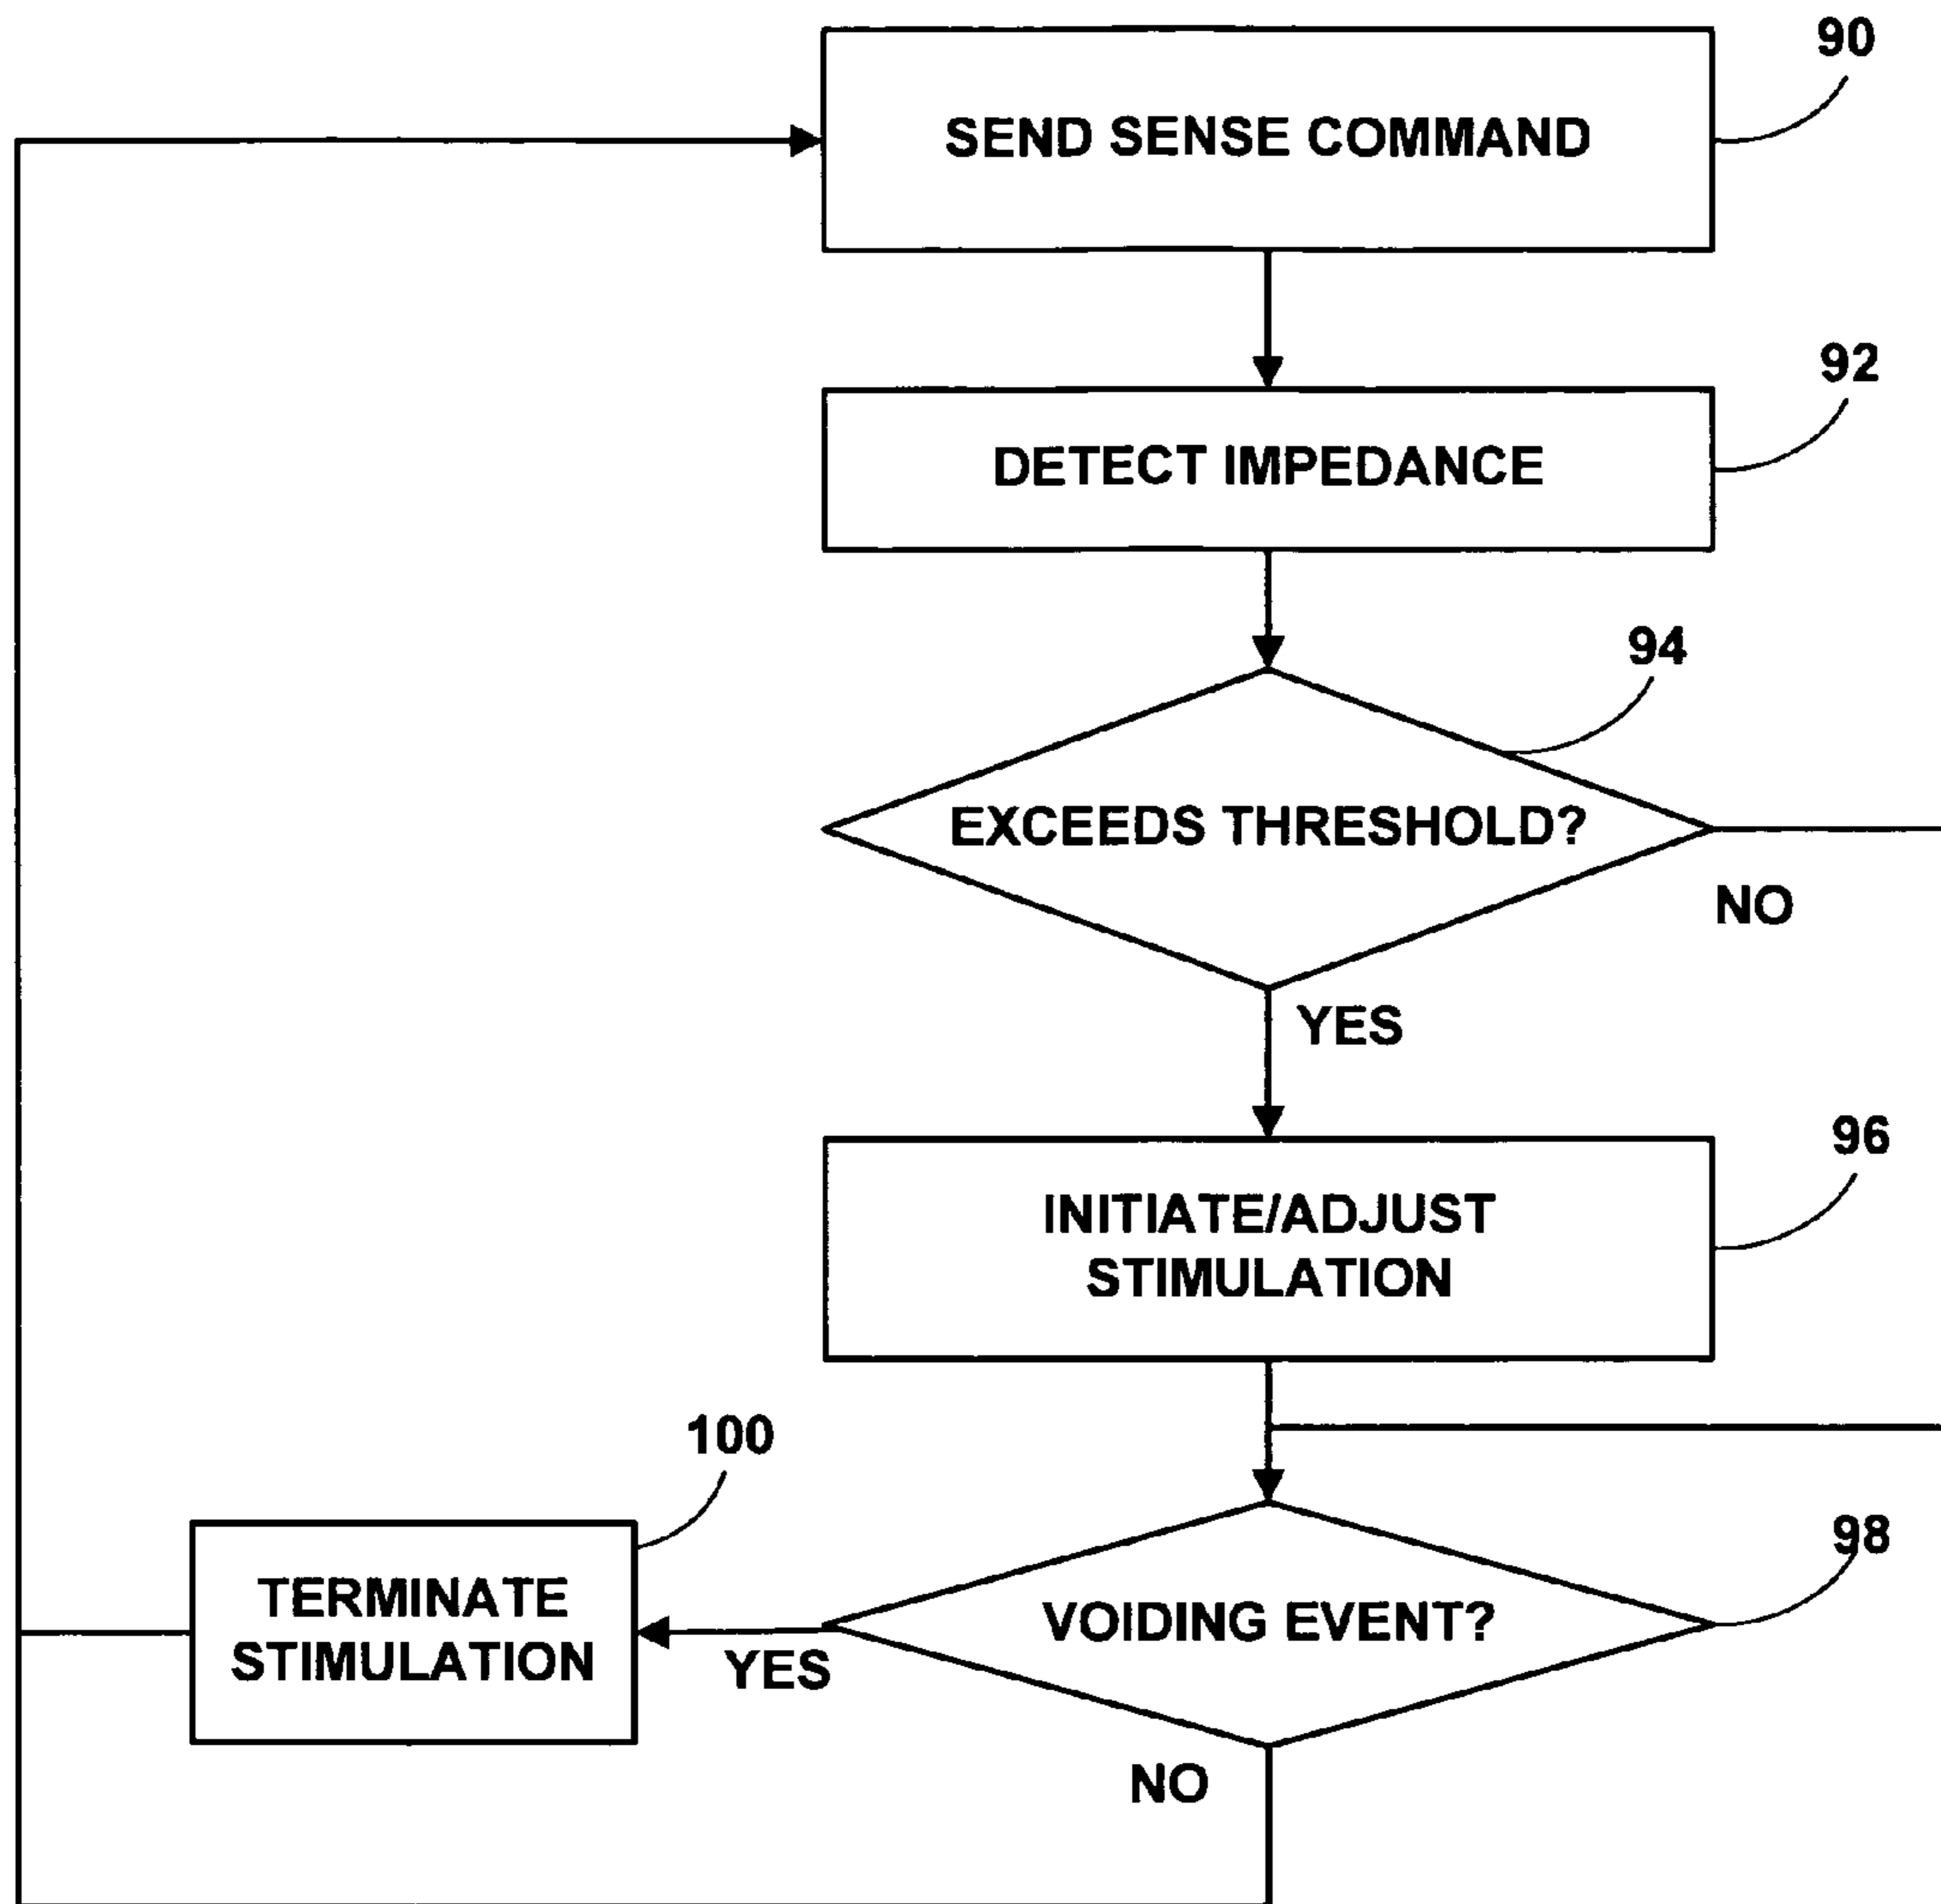 90
SEND SENSE COMMAND
92
DETECT IMPEDANCE
94
EXCEEDS THRESHOLD?
NO
YES
96
INITIATE/ADJUST
STIMULATION
100
98
TERMINATE
STIMULATION
YES
VOIDING EVENT?
NO